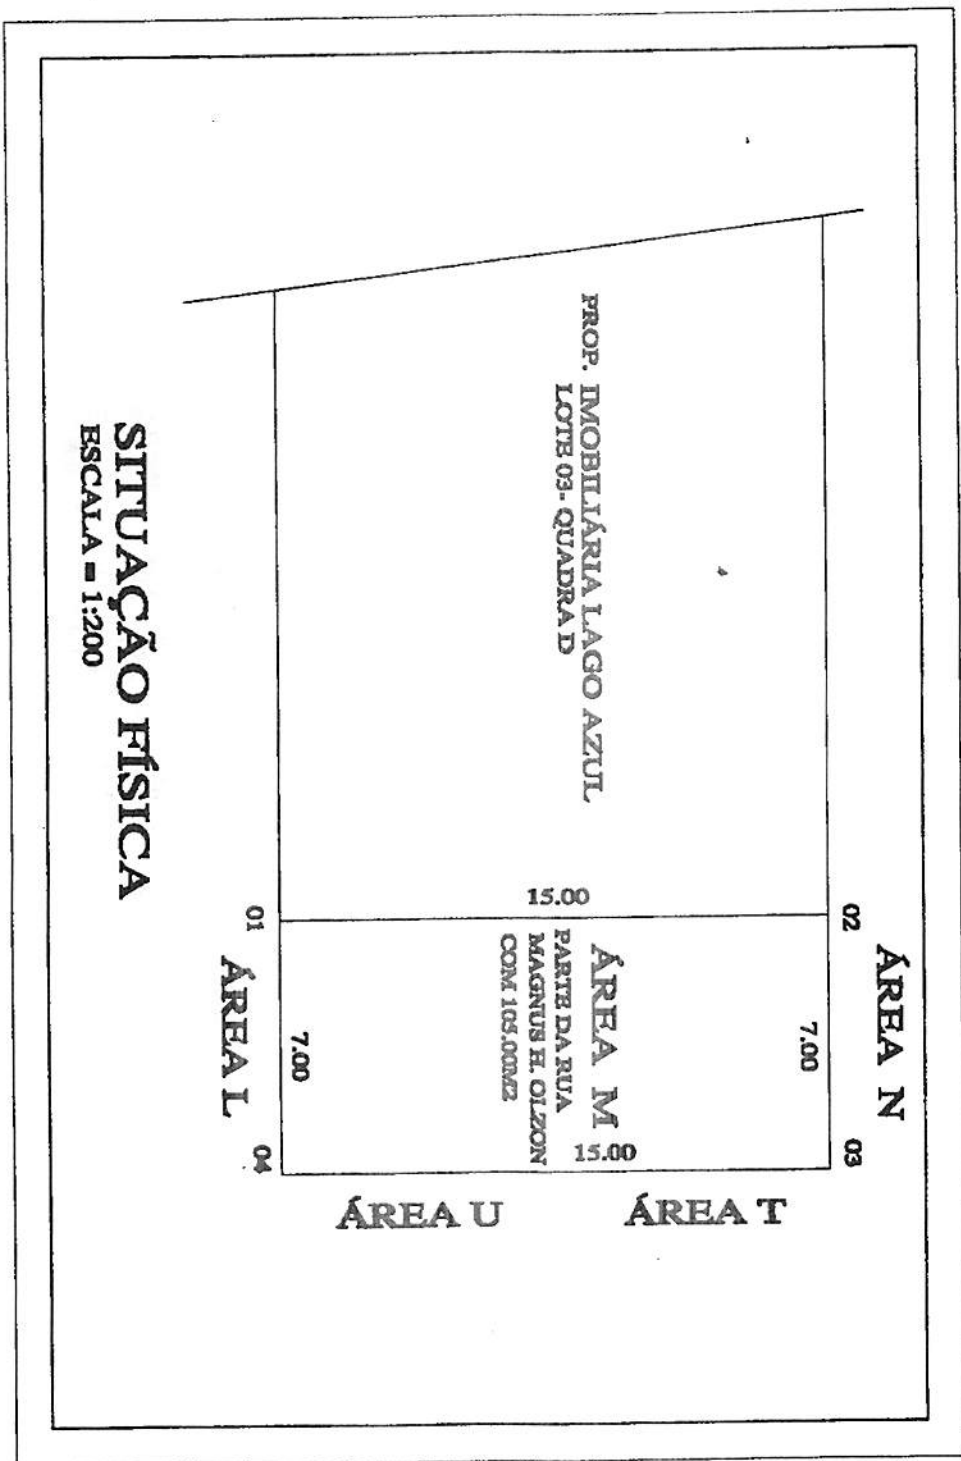 PROP. IMOBILIÁRIA LAGO AZUL
LOTE 03- QUADRA D
15.00
02
ÁREA N
7.00
03
ÁREA M
PARTE DA RUA
MAGNUS H. OLZON
COM 105.00M2
15.00
01
7.00
04
ÁREA L
ÁREA U
ÁREA T
SITUAÇÃO FÍSICA
ESCALA = 1:200